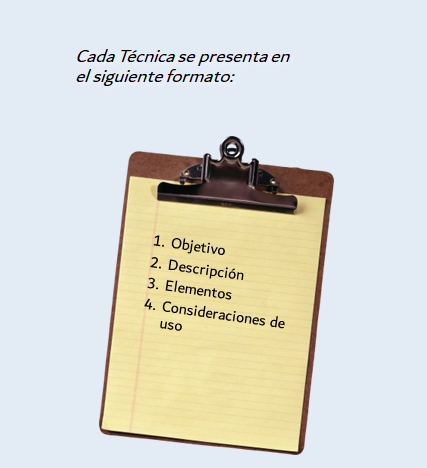 Cada Técnica se presenta en
el siguiente formato:
1. Objetivo
2. Descripción
3. Elementos
4. Consideraciones de
uso